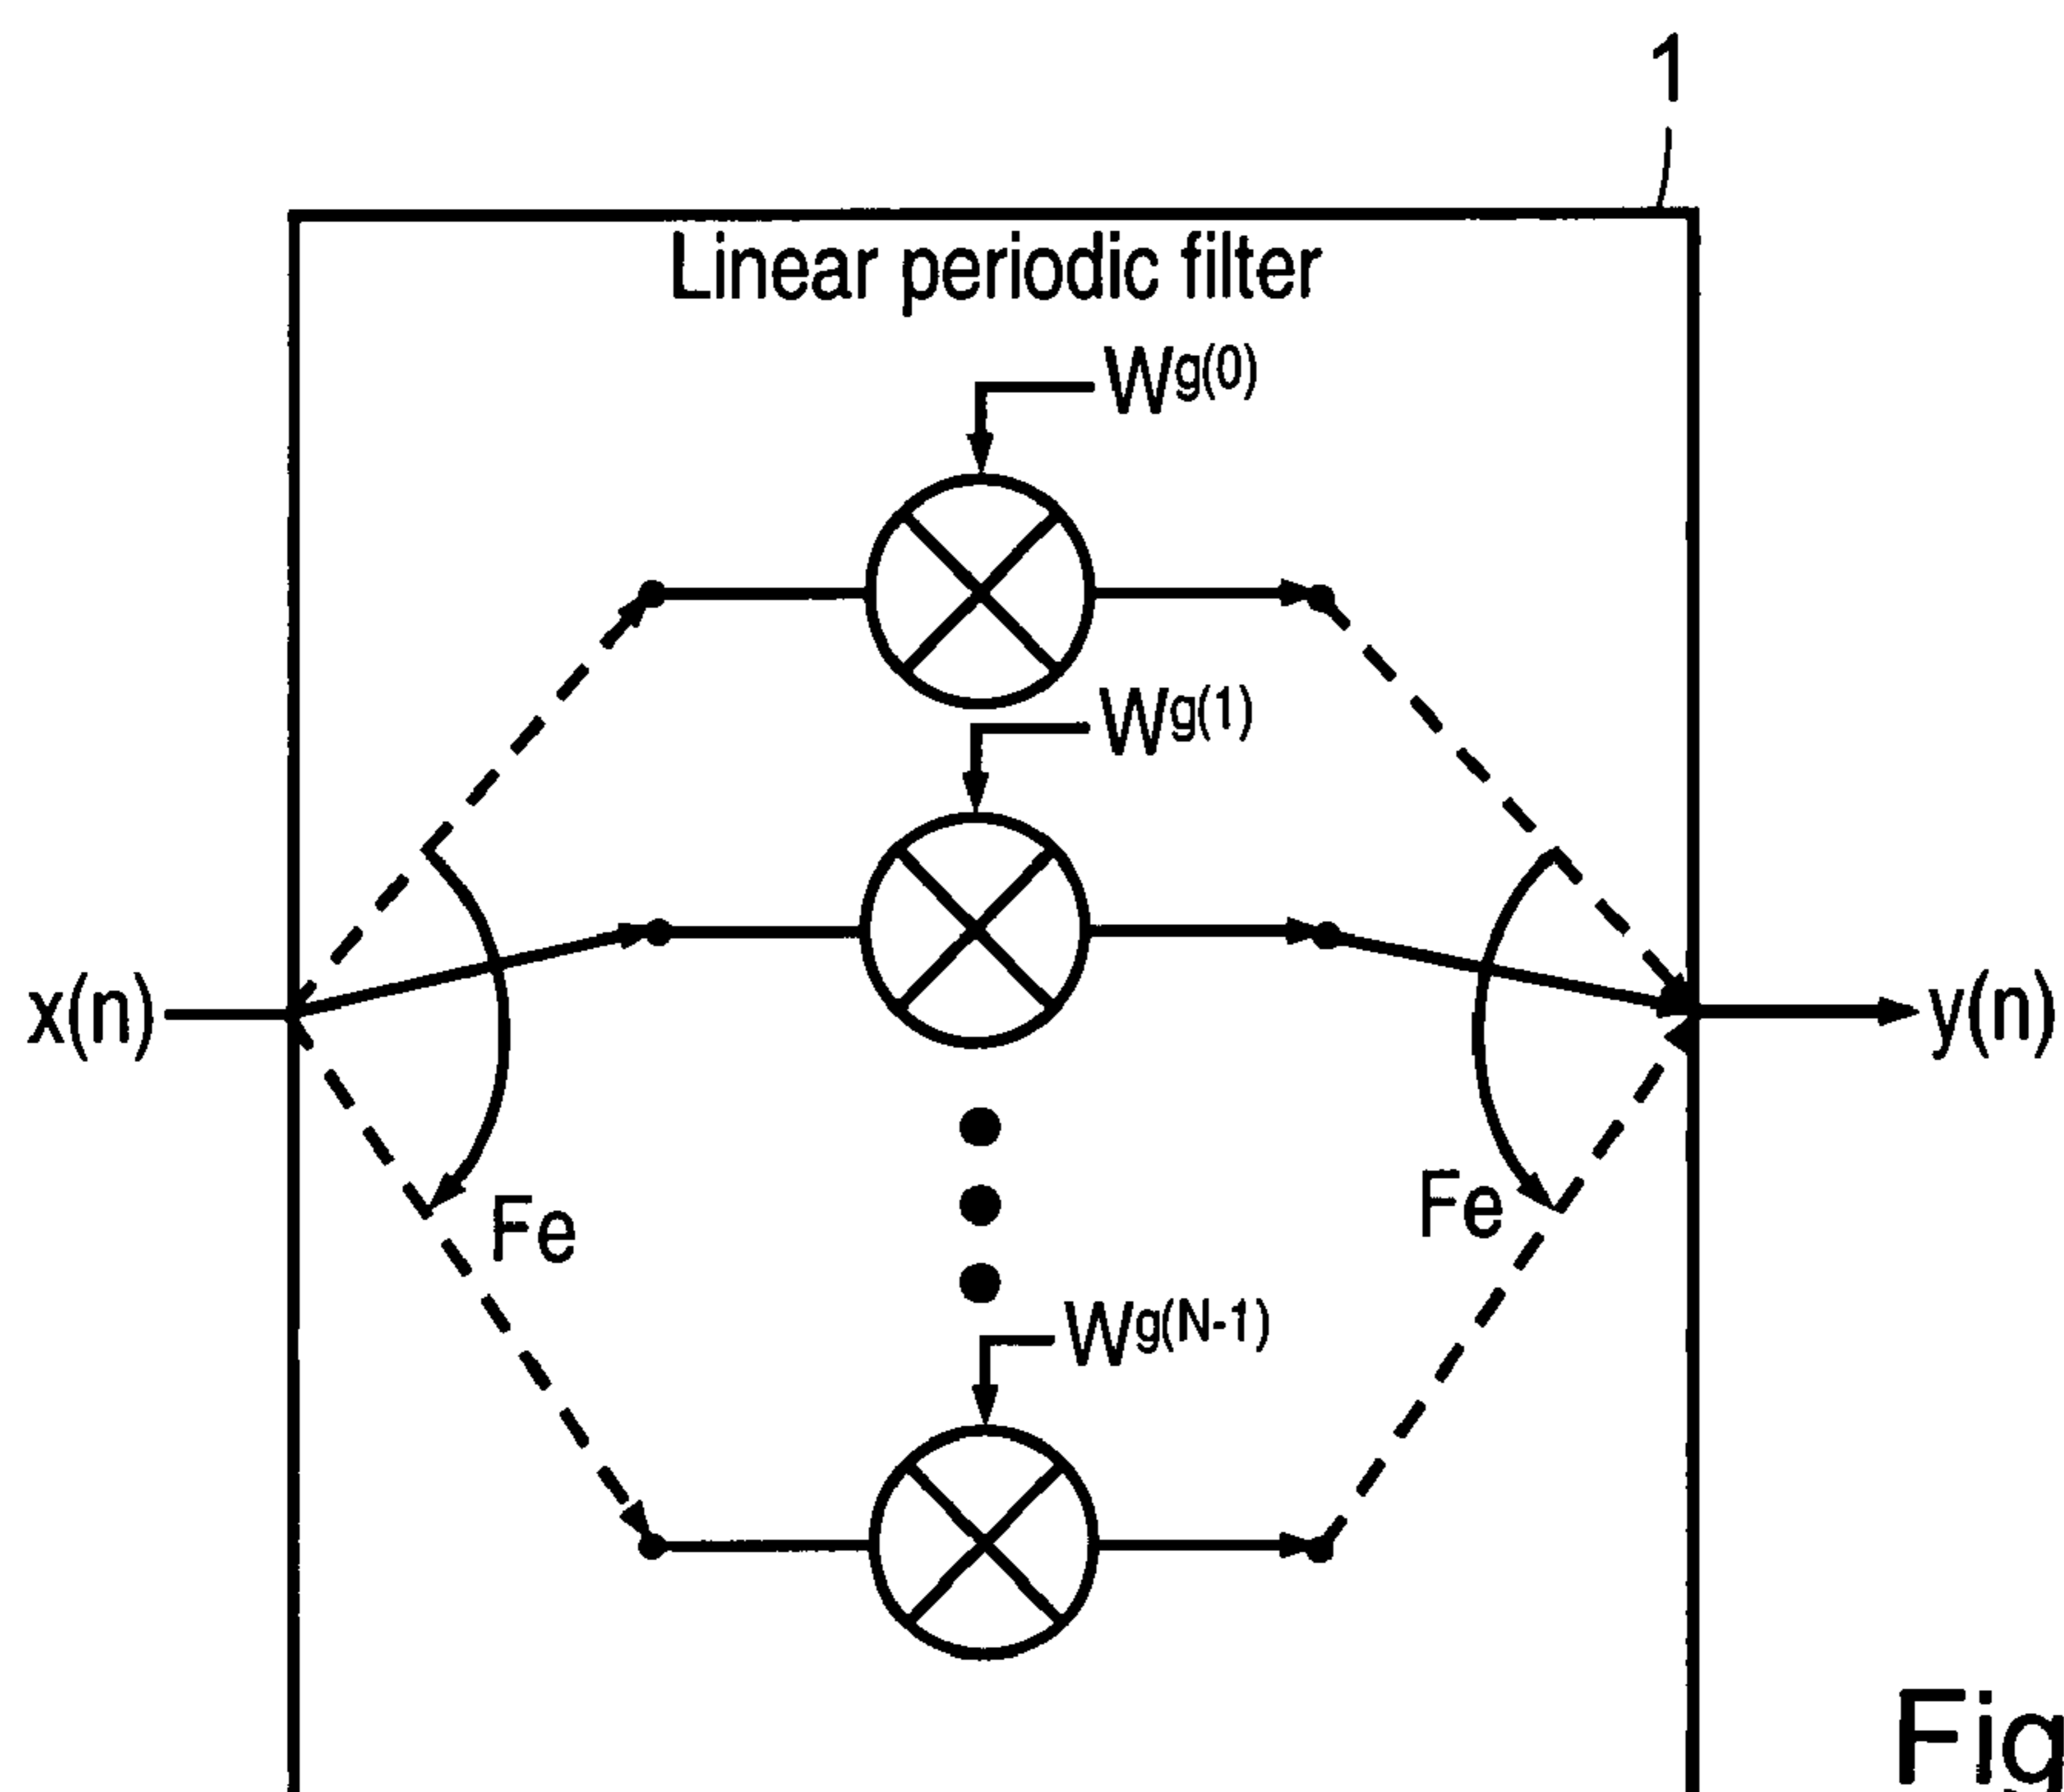 1
Linear periodic filter
Wg(0)
Wg(1)
x(n)
y(n)
Fe
Fe
Wg(N-1)
Fig